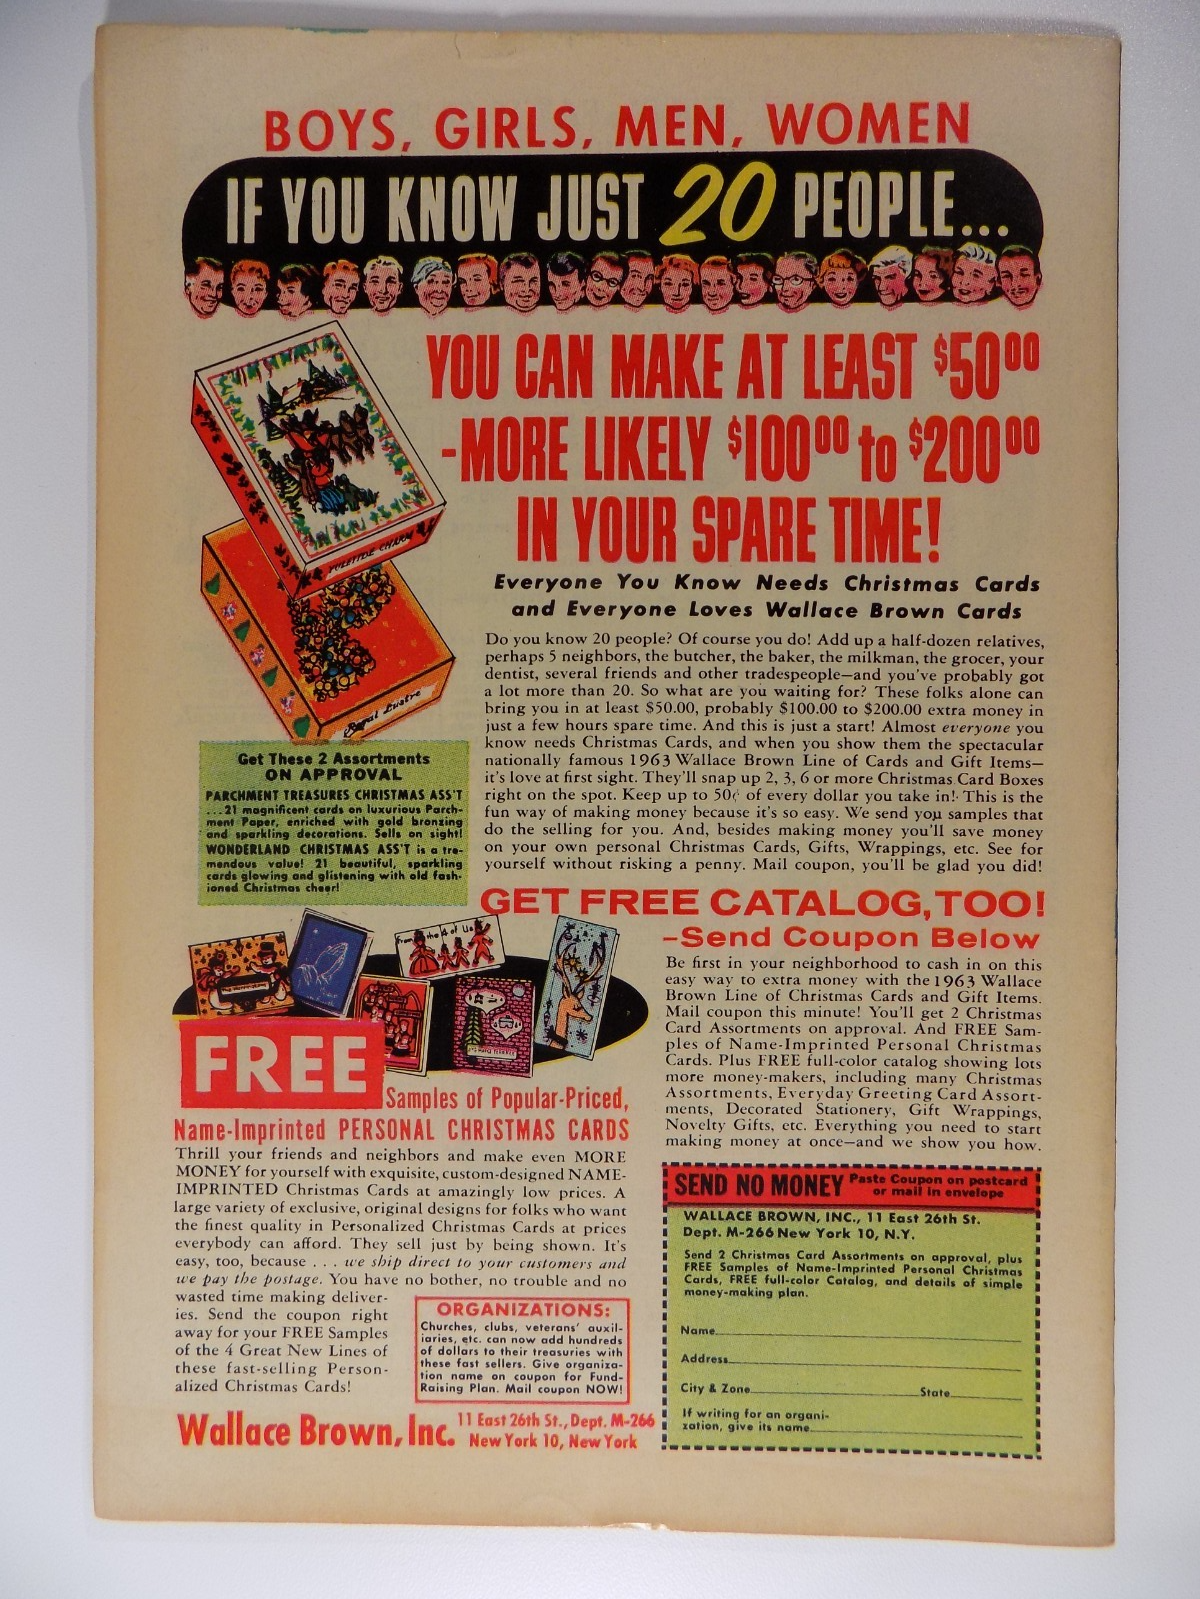 BOYS, GIRLS, MEN, WOMEN
IF YOU KNOW JUST 20 PEOPLE...
YOU CAN MAKE AT LEAST $50.00
-MORE LIKELY $100.00 to $200.00
IN YOUR SPARE TIME!
YULETIDE CHARM
Royal Lustre
Everyone You Know Needs Christmas Cards
and Everyone Loves Wallace Brown Cards
Do you know 20 people? Of course you do! Add up a half-dozen relatives,
perhaps 5 neighbors, the butcher, the baker, the milkman, the grocer, your
dentist, several friends and other tradespeople—and you've probably got
a lot more than 20. So what are you waiting for? These folks alone can
bring you in at least $50.00, probably $100.00 to $200.00 extra money in
just a few hours spare time. And this is just a start! Almost everyone you
know needs Christmas Cards, and when you show them the spectacular
nationally famous 1963 Wallace Brown Line of Cards and Gift Items—
it's love at first sight. They'll snap up 2, 3, 6 or more Christmas Card Boxes
right on the spot. Keep up to 50¢ of every dollar you take in! This is the
fun way of making money because it's so easy. We send you samples that
do the selling for you. And, besides making money you'll save money
on your own personal Christmas Cards, Gifts, Wrappings, etc. See for
yourself without risking a penny. Mail coupon, you'll be glad you did!
Get These 2 Assortments
ON APPROVAL
PARCHMENT TREASURES CHRISTMAS ASS'T
...21 magnificent cards on luxurious Parch-
ment Paper, enriched with gold bronzing
and sparkling decorations. Sells on sight!
WONDERLAND CHRISTMAS ASS'T is a tre-
mendous value! 21 beautiful, sparkling
cards glowing and glistening with old fash-
ioned Christmas cheer!
GET FREE CATALOG, TOO!
—Send Coupon Below
Be first in your neighborhood to cash in on this
easy way to extra money with the 1963 Wallace
Brown Line of Christmas Cards and Gift Items.
Mail coupon this minute! You'll get 2 Christmas
Card Assortments on approval. And FREE Sam-
ples of Name-Imprinted Personal Christmas
Cards. Plus FREE full-color catalog showing lots
more money-makers, including many Christmas
Assortments, Everyday Greeting Card Assort-
ments, Decorated Stationery, Gift Wrappings,
Novelty Gifts, etc. Everything you need to start
making money at once—and we show you how.
From the 4 of Us
FREE
Samples of Popular-Priced,
Name-Imprinted PERSONAL CHRISTMAS CARDS
Thrill your friends and neighbors and make even MORE
MONEY for yourself with exquisite, custom-designed NAME-
IMPRINTED Christmas Cards at amazingly low prices. A
large variety of exclusive, original designs for folks who want
the finest quality in Personalized Christmas Cards at prices
everybody can afford. They sell just by being shown. It's
easy, too, because . . . we ship direct to your customers and
we pay the postage. You have no bother, no trouble and no
wasted time making deliver-
ies. Send the coupon right
away for your FREE Samples
of the 4 Great New Lines of
these fast-selling Person-
alized Christmas Cards!
ORGANIZATIONS:
Churches, clubs, veterans' auxil-
iaries, etc. can now add hundreds
of dollars to their treasuries with
these fast sellers. Give organiza-
tion name on coupon for Fund-
Raising Plan. Mail coupon NOW!
Wallace Brown, Inc. 11 East 26th St., Dept. M-266
New York 10, New York
SEND NO MONEY Paste Coupon on postcard
or mail in envelope
WALLACE BROWN, INC., 11 East 26th St.
Dept. M-266 New York 10, N.Y.
Send 2 Christmas Card Assortments on approval, plus
FREE Samples of Name-Imprinted Personal Christmas
Cards, FREE full-color Catalog, and details of simple
money-making plan.
Name
Address
City & Zone State
If writing for an organi-
zation, give its name